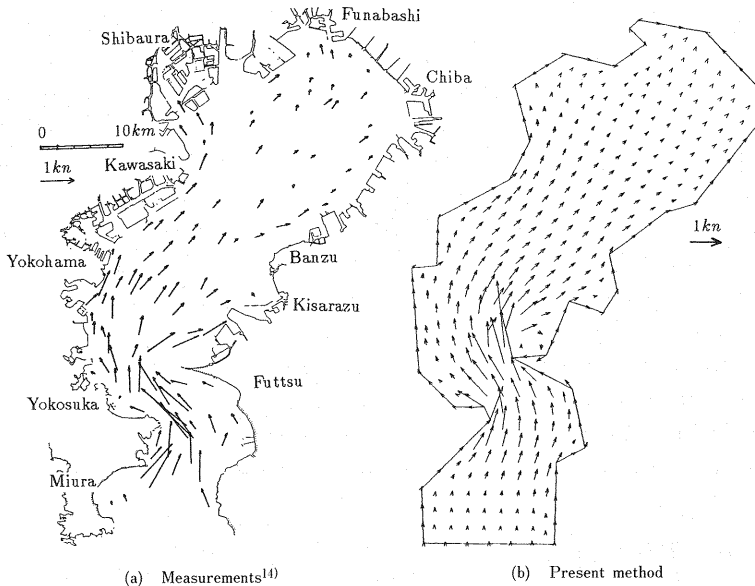 Funabashi
Shibaura
Chiba
0 10km
1kn
Kawasaki
1kn
Yokohama
Banzu
Kisarazu
Futtsu
Yokosuka
Miura
(a) Measurements¹⁴⁾
(b) Present method